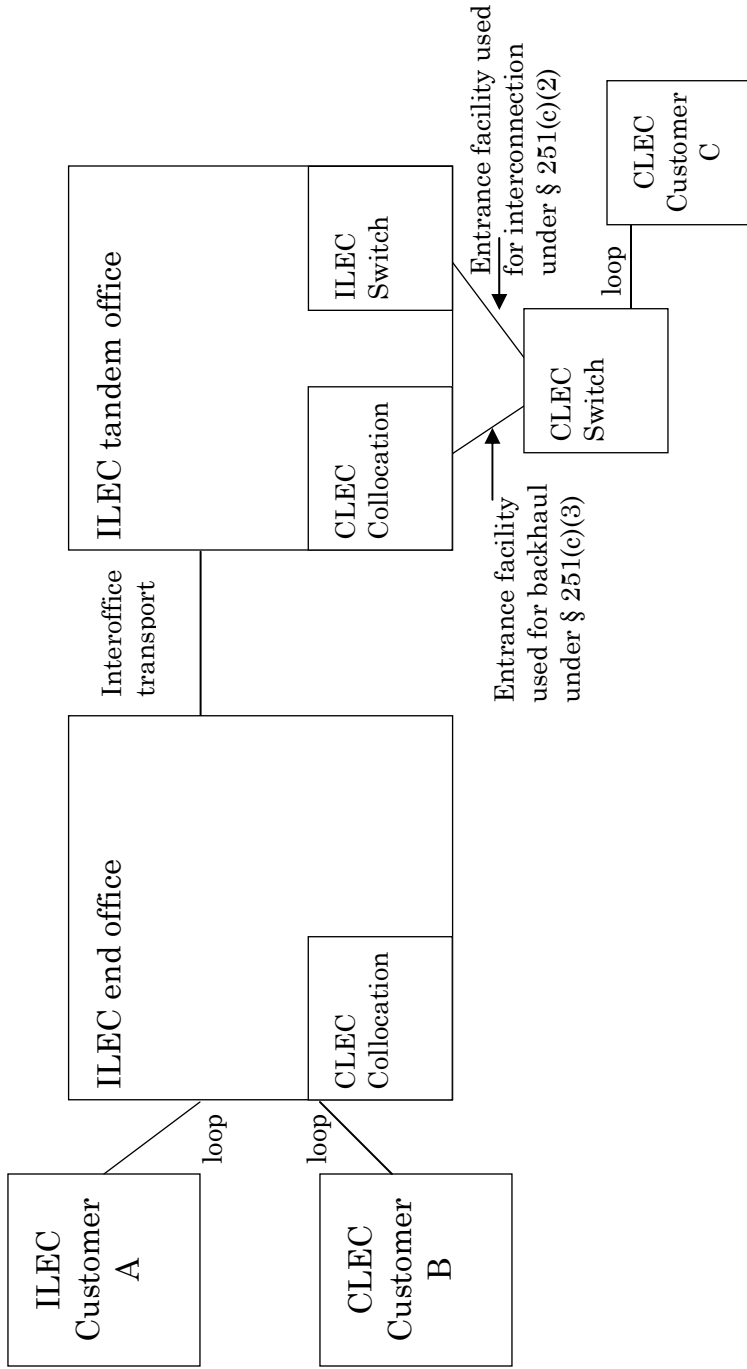 ILEC
Customer
A
loop
CLEC
Customer
B
loop
ILEC end office
CLEC
Collocation
Interoffice
transport
ILEC tandem office
CLEC
Collocation
ILEC
Switch
Entrance facility
used for backhaul
under § 251(c)(3)
Entrance facility used
for interconnection
under § 251(c)(2)
CLEC
Switch
loop
CLEC
Customer
C